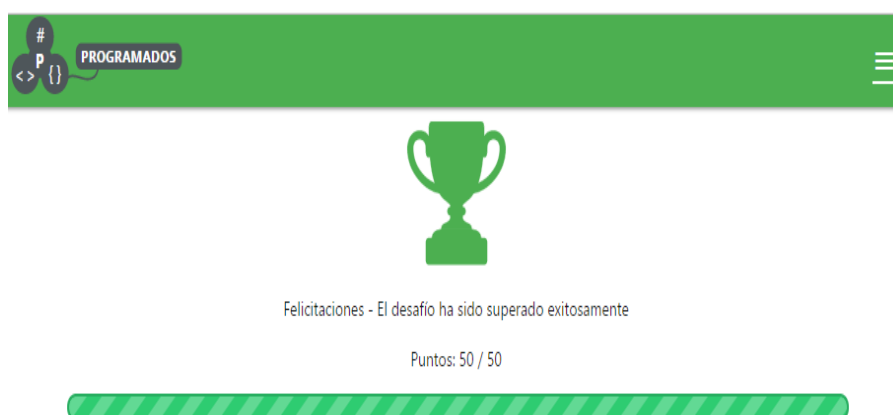 #
P
< > { }
PROGRAMADOS
Felicitaciones - El desafío ha sido superado exitosamente
Puntos: 50 / 50